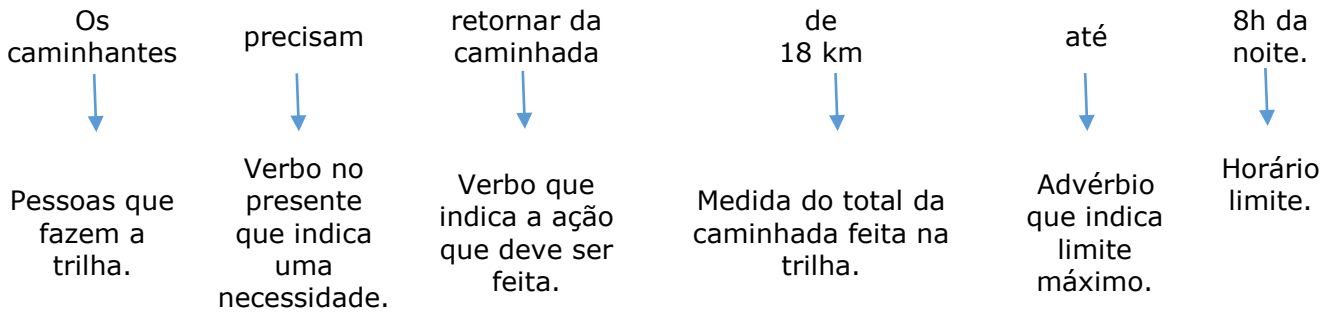 Os
caminhantes
precisam
retornar da
caminhada
de
18 km
até
8h da
noite.
Pessoas que
fazem a
trilha.
Verbo no
presente
que indica
uma
necessidade.
Verbo que
indica a ação
que deve ser
feita.
Medida do total da
caminhada feita na
trilha.
Advérbio
que indica
limite
máximo.
Horário
limite.